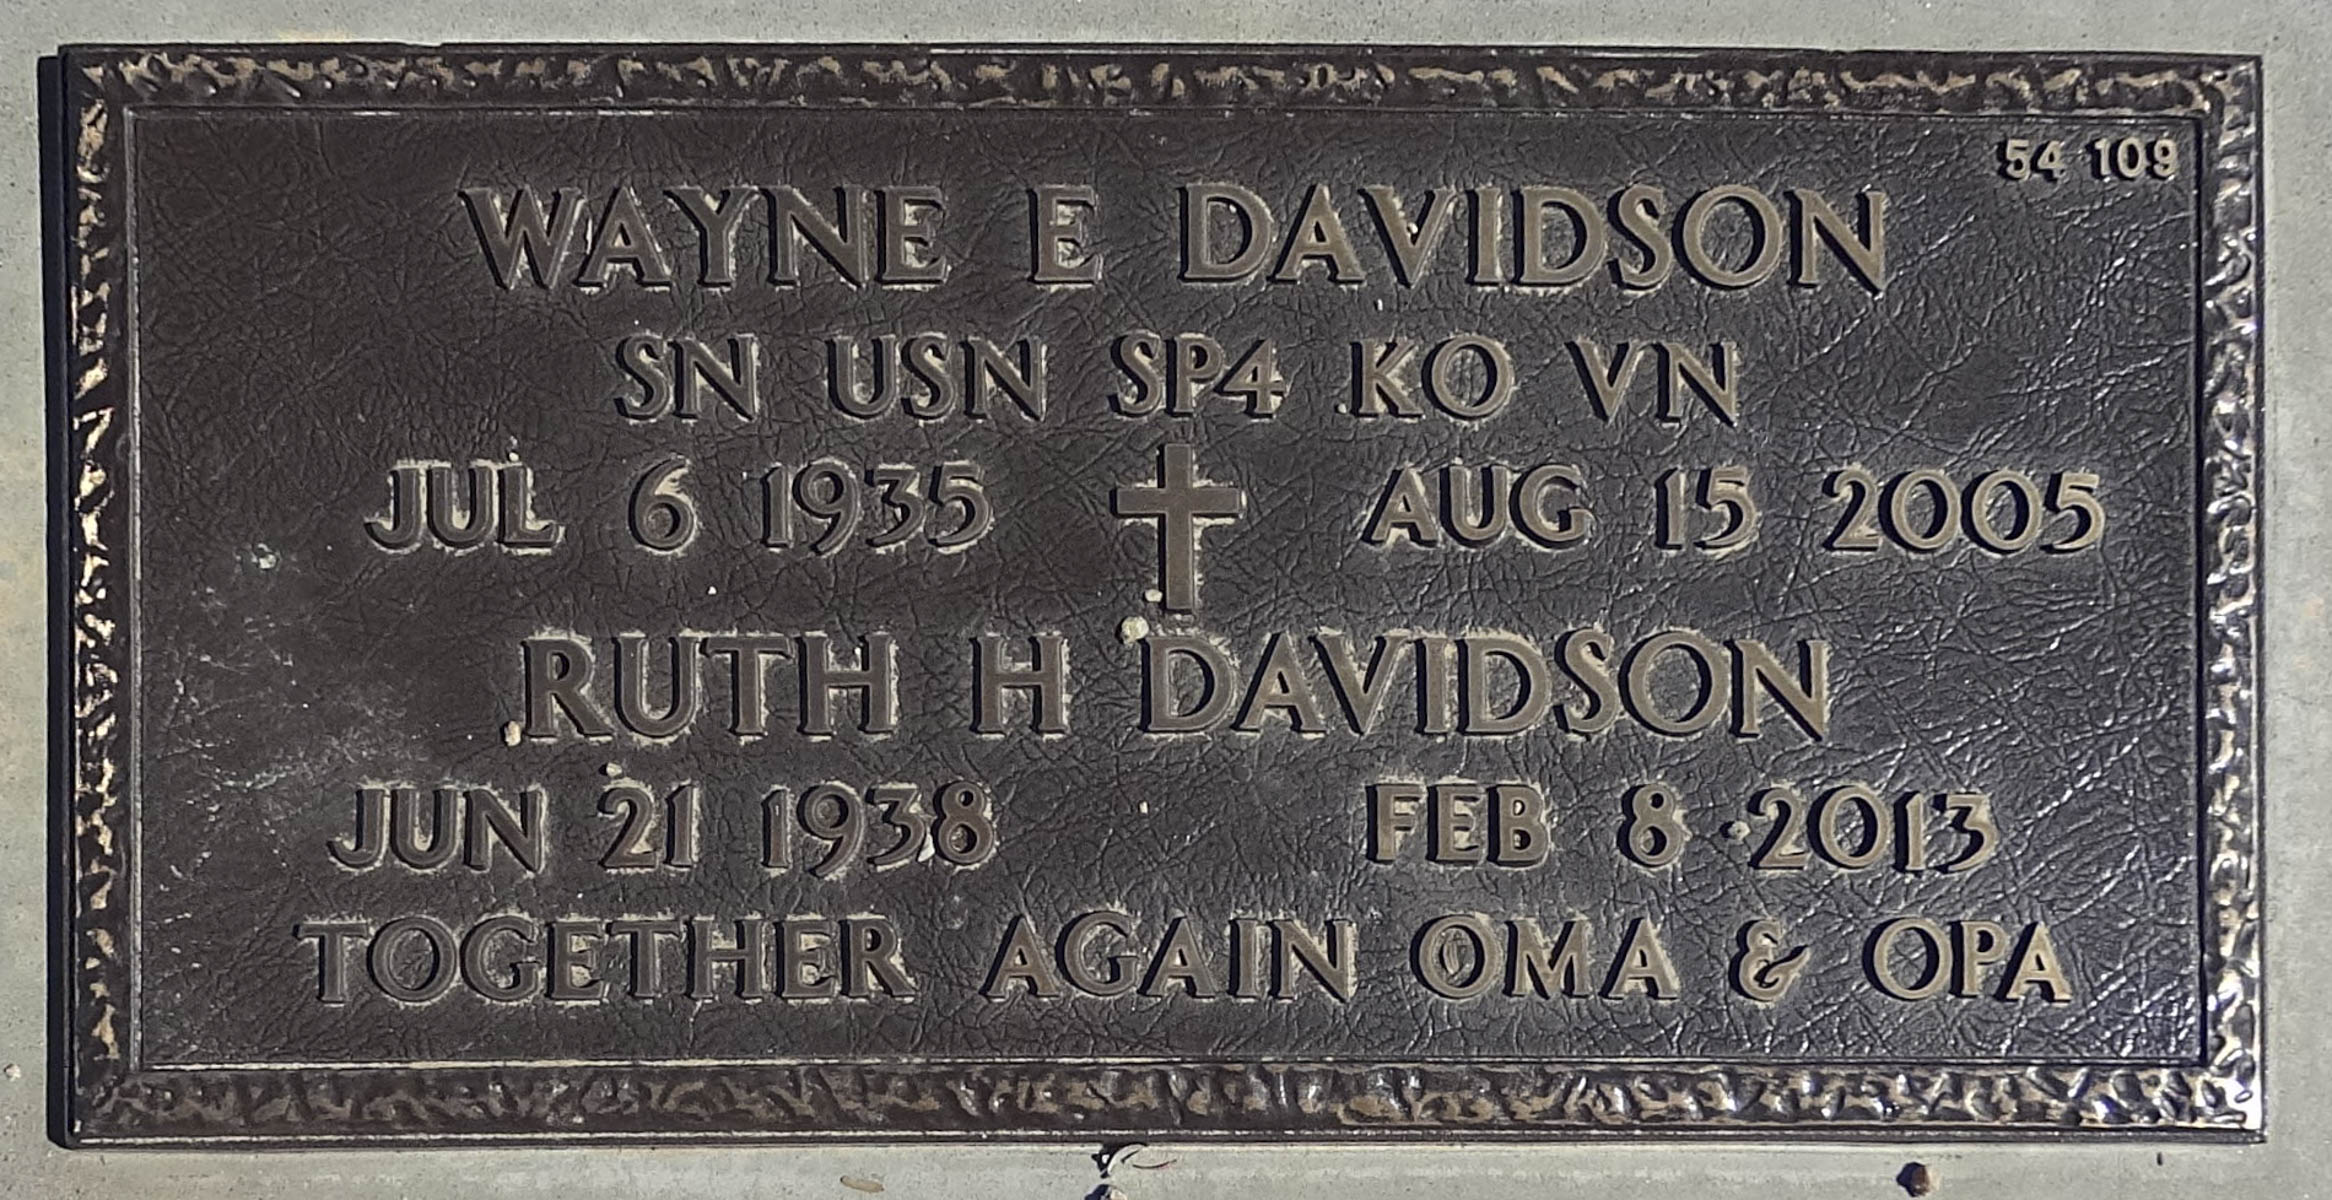 54 109
WAYNE E DAVIDSON
SN USN SP4 KO VN
JUL 6 1935 AUG 15 2005
RUTH H DAVIDSON
JUN 21 1938 FEB 8 2013
TOGETHER AGAIN OMA & OPA